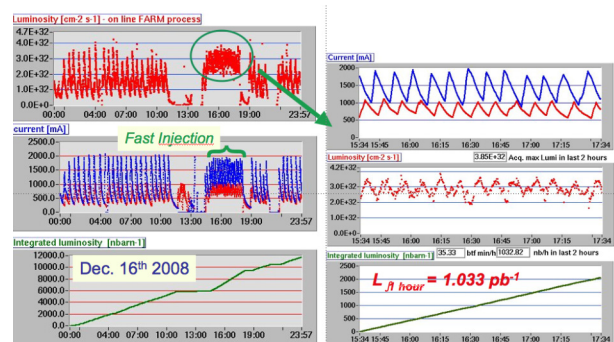 Luminosity [cm-2 s-1] - on line FARM process
4.7E+32
4.0E+32
3.0E+32
2.0E+32
1.0E+32
0.0E+0
00:00 04:00 07:00 10:00 13:00 16:00 19:00 23:57
current [mA]
Fast Injection
2500.0
2000.0
1500.0
1000.0
500.0
0.0
00:00 04:00 07:00 10:00 13:00 16:00 19:00 23:57
Integrated luminosity [nbarn-1]
Dec. 16th 2008
12000.0
10000.0
8000.0
6000.0
4000.0
2000.0
0.0
00:00 04:00 07:00 10:00 13:00 16:00 19:00 23:57
Current [mA]
2000
1500
1000
500
0
15:34 15:45 16:00 16:15 16:30 16:45 17:00 17:15 17:34
Luminosity [cm-2 s-1] 3.85E+32 Acq. max Lumi in last 2 hours
4.2E+32
3.0E+32
2.0E+32
1.0E+32
0.0E+0
15:34 15:45 16:00 16:15 16:30 16:45 17:00 17:15 17:34
Integrated luminosity [nbarn-1] 35.33 btf min/h 1032.82 nb/h in last 2 hours
L ft hour = 1.033 pb-1
2500
2000
1500
1000
500
0
15:34 15:45 16:00 16:15 16:30 16:45 17:00 17:15 17:34